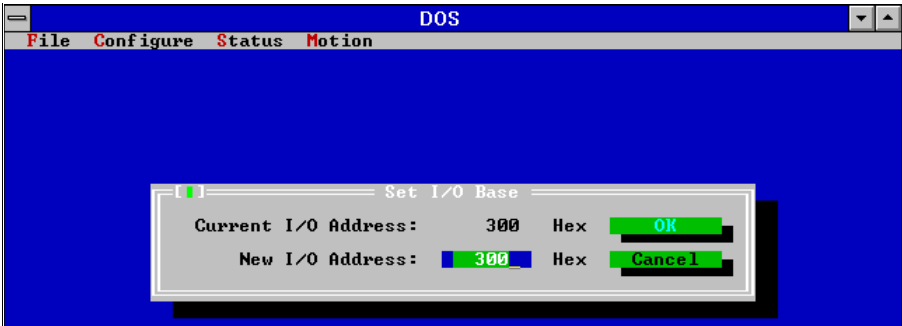 DOS
File Configure Status Motion
Set I/O Base
Current I/O Address: 300 Hex OK
New I/O Address: 300 Hex Cancel